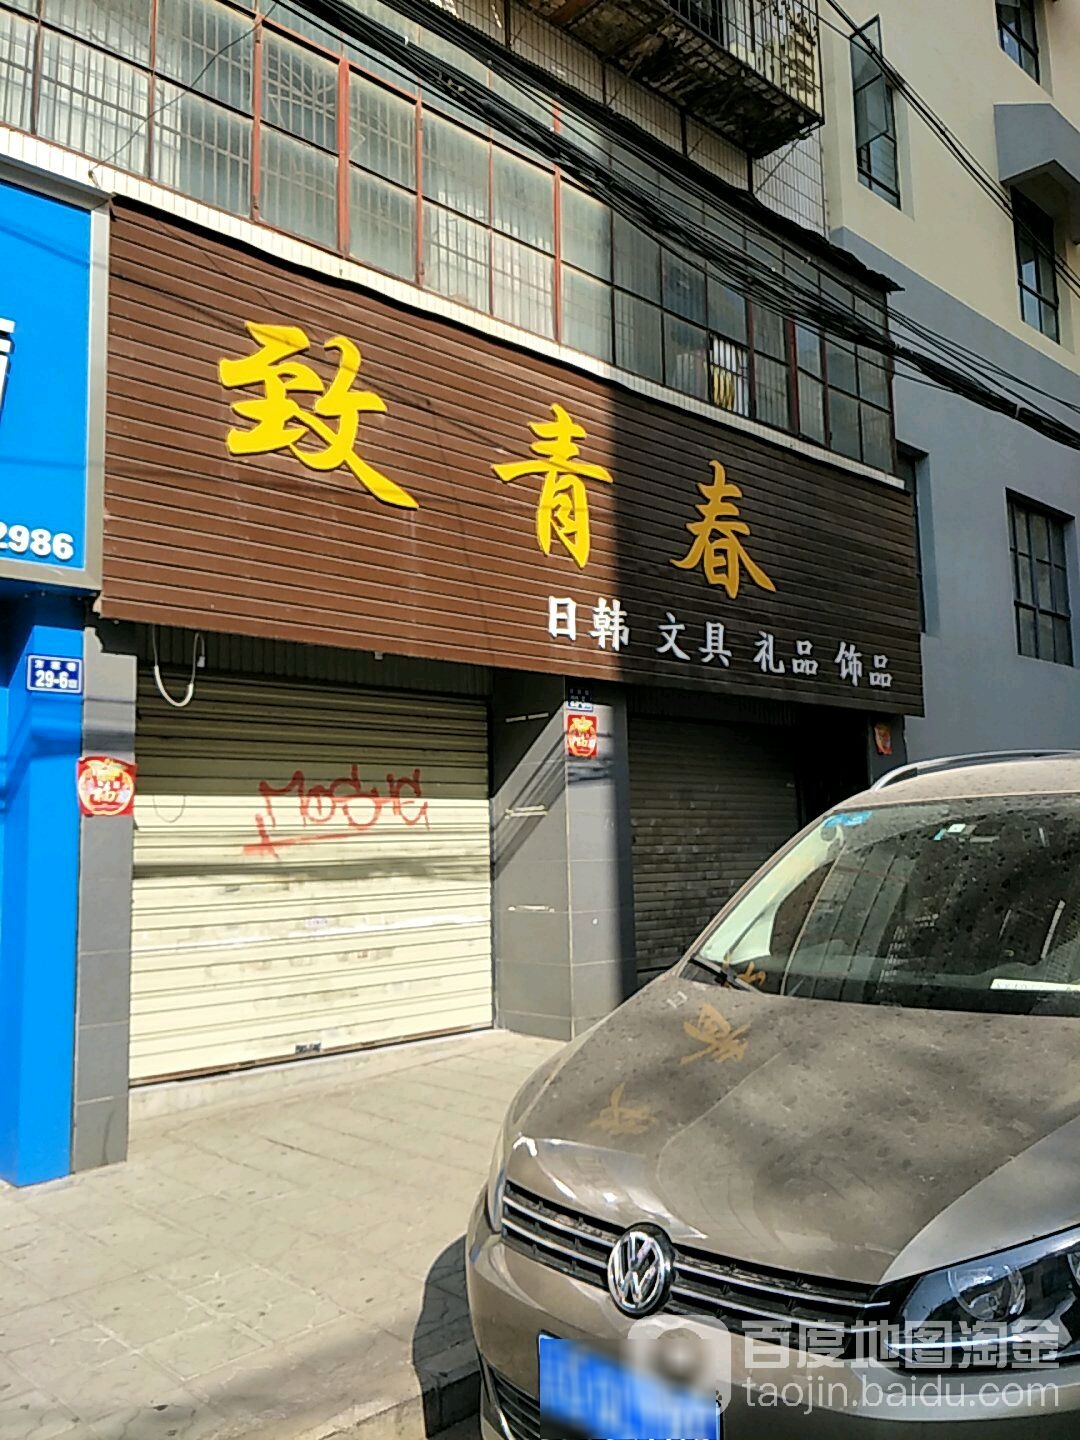 致青春
日韩 文具 礼品 饰品
2986
29-6
MOSHE
福
百度地图淘金
taojin.baidu.com